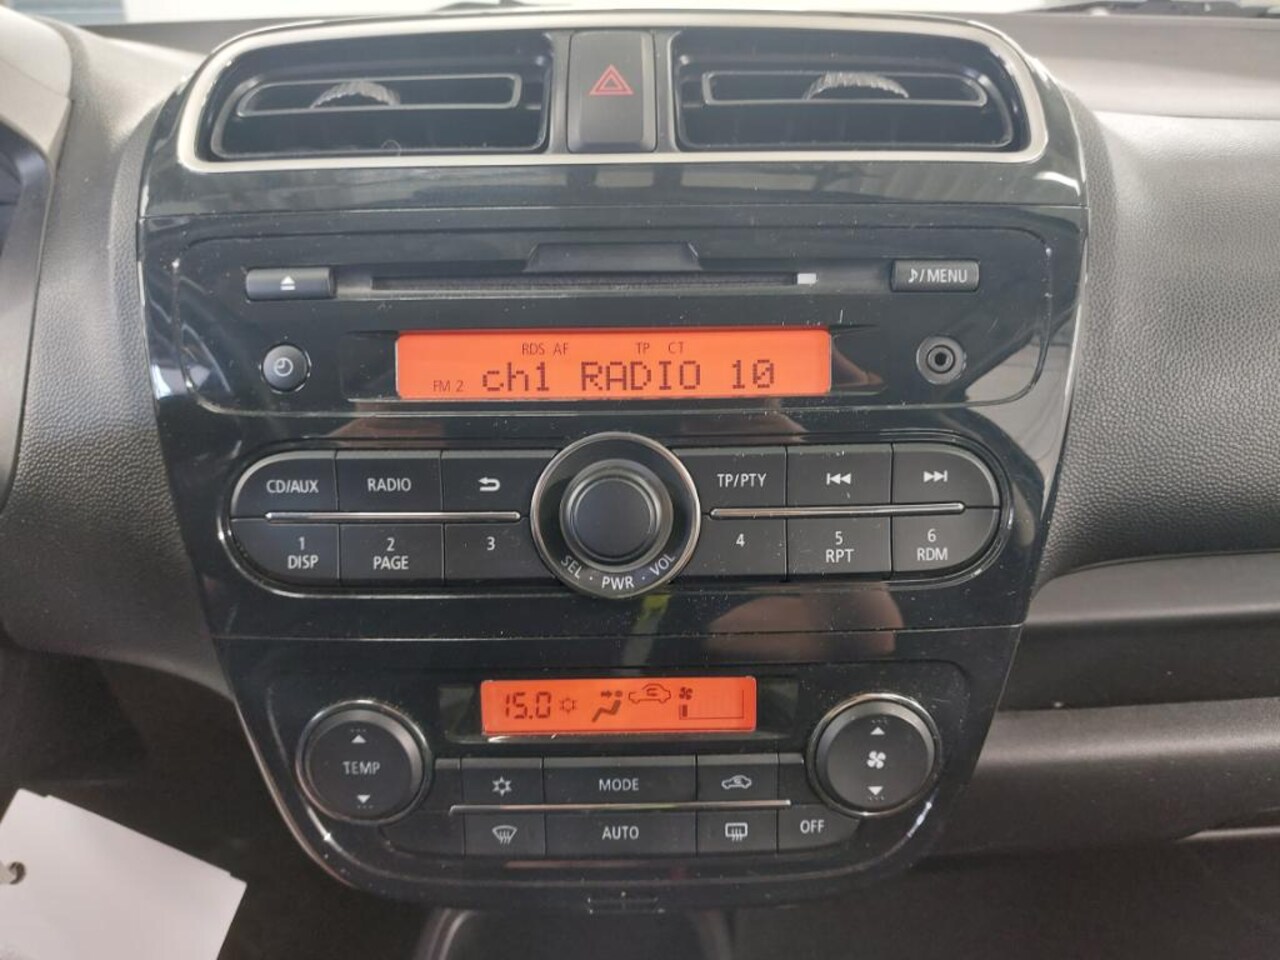 ♪/MENU
RDS AF TP CT
FM 2 ch1 RADIO 10
CD/AUX RADIO TP/PTY
1 2 3 4 5 6
DISP PAGE RPT RDM
SEL · PWR · VOL
15.0
TEMP MODE
AUTO OFF